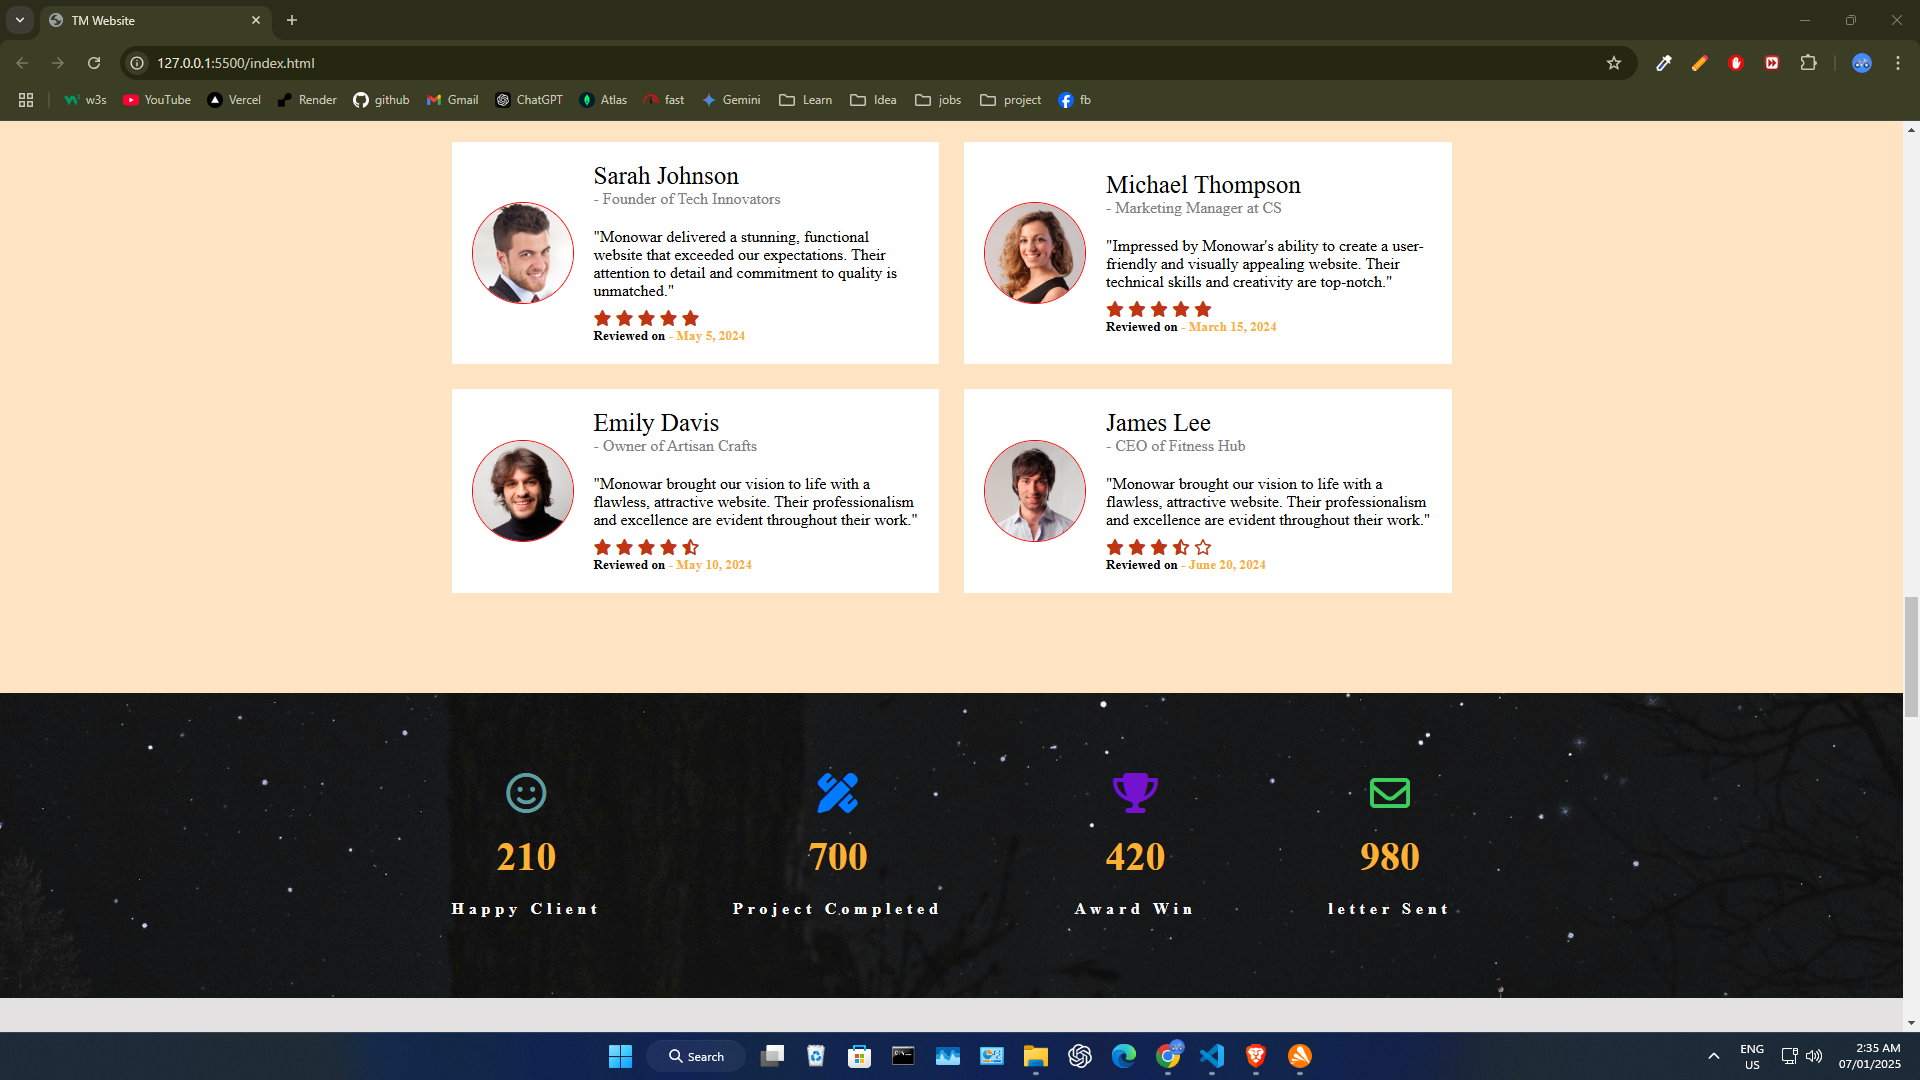 TM Website
127.0.0.1:5500/index.html
w3s YouTube Vercel Render github Gmail ChatGPT Atlas fast Gemini Learn Idea jobs project fb
Sarah Johnson
- Founder of Tech Innovators
"Monowar delivered a stunning, functional
website that exceeded our expectations. Their
attention to detail and commitment to quality is
unmatched."
Reviewed on - May 5, 2024
Michael Thompson
- Marketing Manager at CS
"Impressed by Monowar's ability to create a user-
friendly and visually appealing website. Their
technical skills and creativity are top-notch."
Reviewed on - March 15, 2024
Emily Davis
- Owner of Artisan Crafts
"Monowar brought our vision to life with a
flawless, attractive website. Their professionalism
and excellence are evident throughout their work."
Reviewed on - May 10, 2024
James Lee
- CEO of Fitness Hub
"Monowar brought our vision to life with a
flawless, attractive website. Their professionalism
and excellence are evident throughout their work."
Reviewed on - June 20, 2024
210
Happy Client
700
Project Completed
420
Award Win
980
letter Sent
Search
ENG
US
2:35 AM
07/01/2025